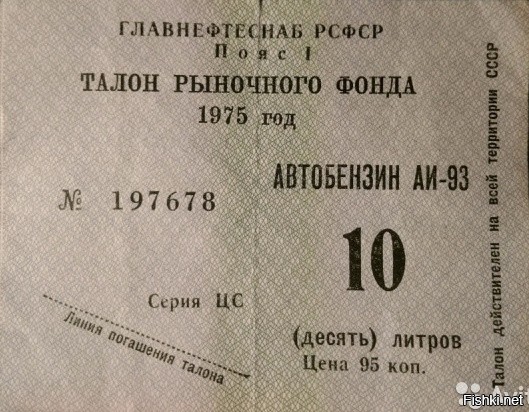 ГЛАВНЕФТЕСНАБ РСФСР
Пояс I
ТАЛОН РЫНОЧНОГО ФОНДА
1975 год
АВТОБЕНЗИН АИ-93
№ 197678
10
Серия ЦС
(десять) литров
Цена 95 коп.
Линия погашения талона
Талон действителен на всей территории СССР
Avito
Fishki.net